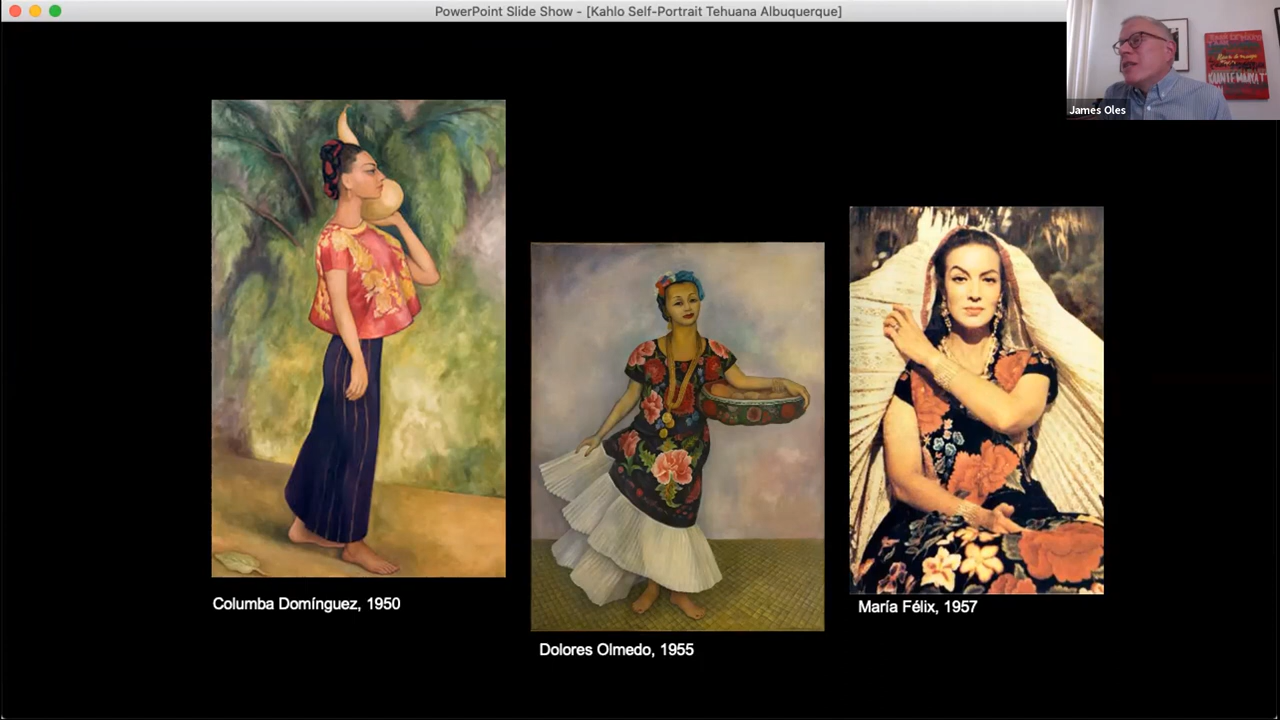 PowerPoint Slide Show - [Kahlo Self-Portrait Tehuana Albuquerque]
James Oles
Columba Domínguez, 1950
María Félix, 1957
Dolores Olmedo, 1955